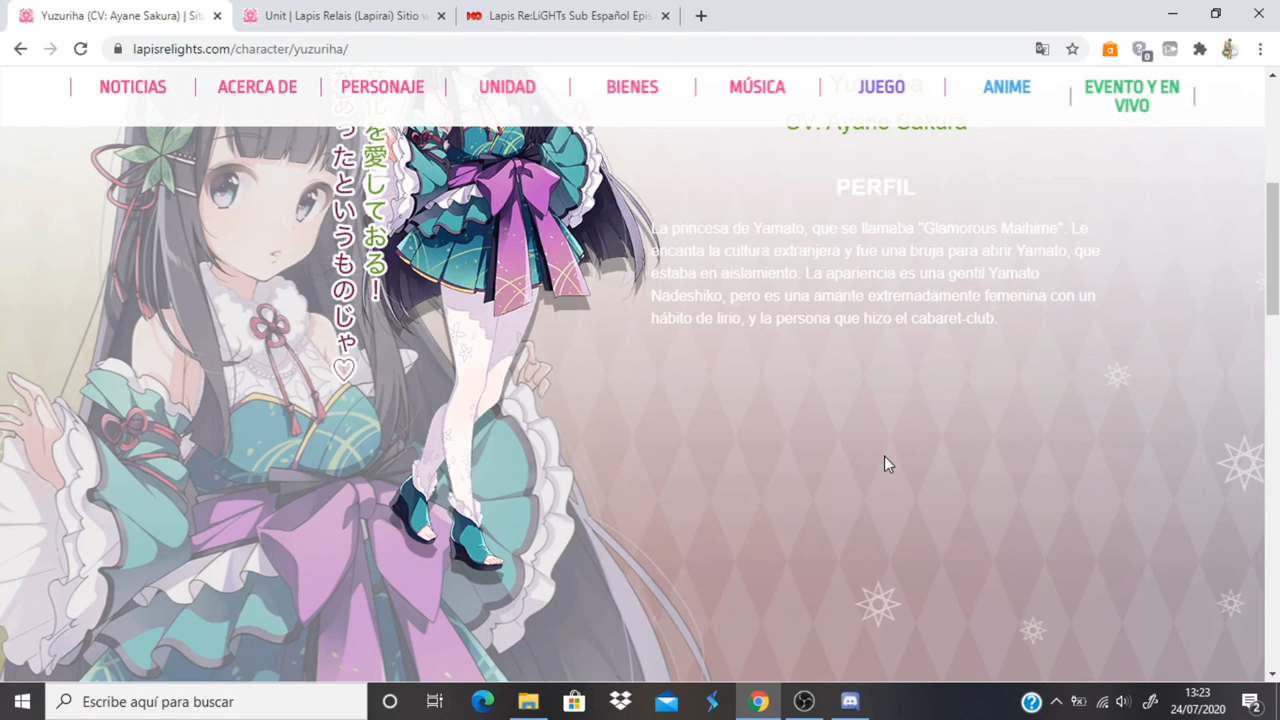 Yuzuriha (CV: Ayane Sakura) | Siti
Unit | Lapis Relais (Lapirai) Sitio w
Lapis Re:LiGHTs Sub Español Epis
lapisrelights.com/character/yuzuriha/
NOTICIAS
ACERCA DE
PERSONAJE
UNIDAD
BIENES
MÚSICA
JUEGO
ANIME
EVENTO Y EN
VIVO
Yuzuriha
CV: Ayane Sakura
化を愛しておる！
があったというものじゃ♡
PERFIL
La princesa de Yamato, que se llamaba "Glamorous Maihime". Le
encanta la cultura extranjera y fue una bruja para abrir Yamato, que
estaba en aislamiento. La apariencia es una gentil Yamato
Nadeshiko, pero es una amante extremadamente femenina con un
hábito de lirio, y la persona que hizo el cabaret-club.
Escribe aquí para buscar
13:23
24/07/2020